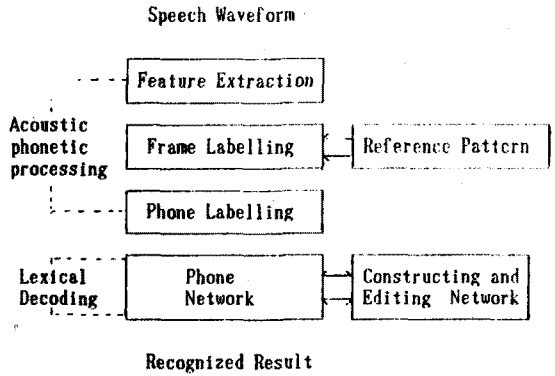 Speech Waveform
Feature Extraction
Acoustic
phonetic
processing
Frame Labelling
Reference Pattern
Phone Labelling
Lexical
Decoding
Phone
Network
Constructing and
Editing Network
Recognized Result